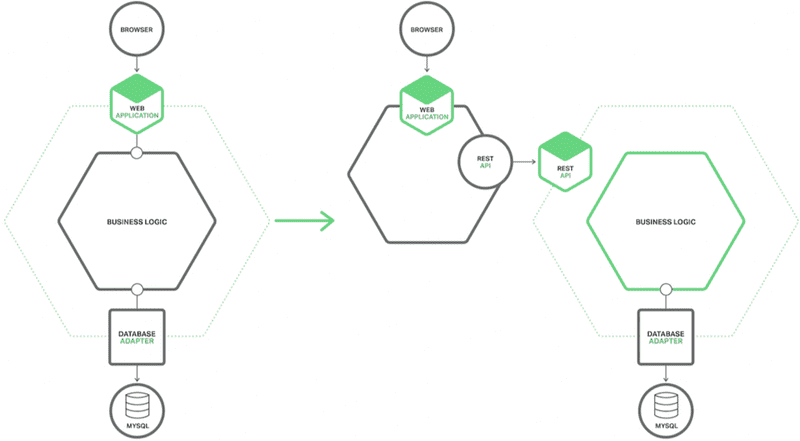 BROWSER
WEB
APPLICATION
BUSINESS LOGIC
DATABASE
ADAPTER
MYSQL
BROWSER
WEB
APPLICATION
REST
API
REST
API
BUSINESS LOGIC
DATABASE
ADAPTER
MYSQL